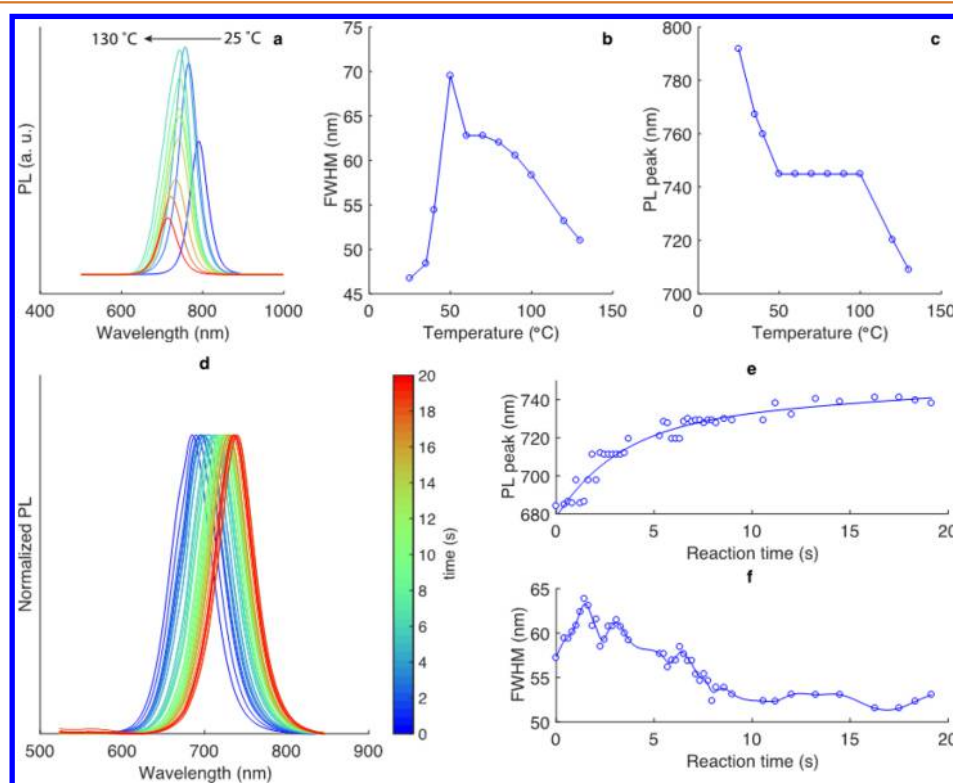 130 °C 25 °C a
PL (a. u.)
400 600 800 1000
Wavelength (nm)
b
75
70
65
60
55
50
45
FWHM (nm)
0 50 100 150
Temperature (°C)
c
800
780
760
740
720
700
PL peak (nm)
0 50 100 150
Temperature (°C)
d
Normalized PL
500 600 700 800 900
Wavelength (nm)
20
18
16
14
12
10
8
6
4
2
0
time (s)
e
740
720
700
680
PL peak (nm)
0 5 10 15 20
Reaction time (s)
f
65
60
55
50
FWHM (nm)
0 5 10 15 20
Reaction time (s)